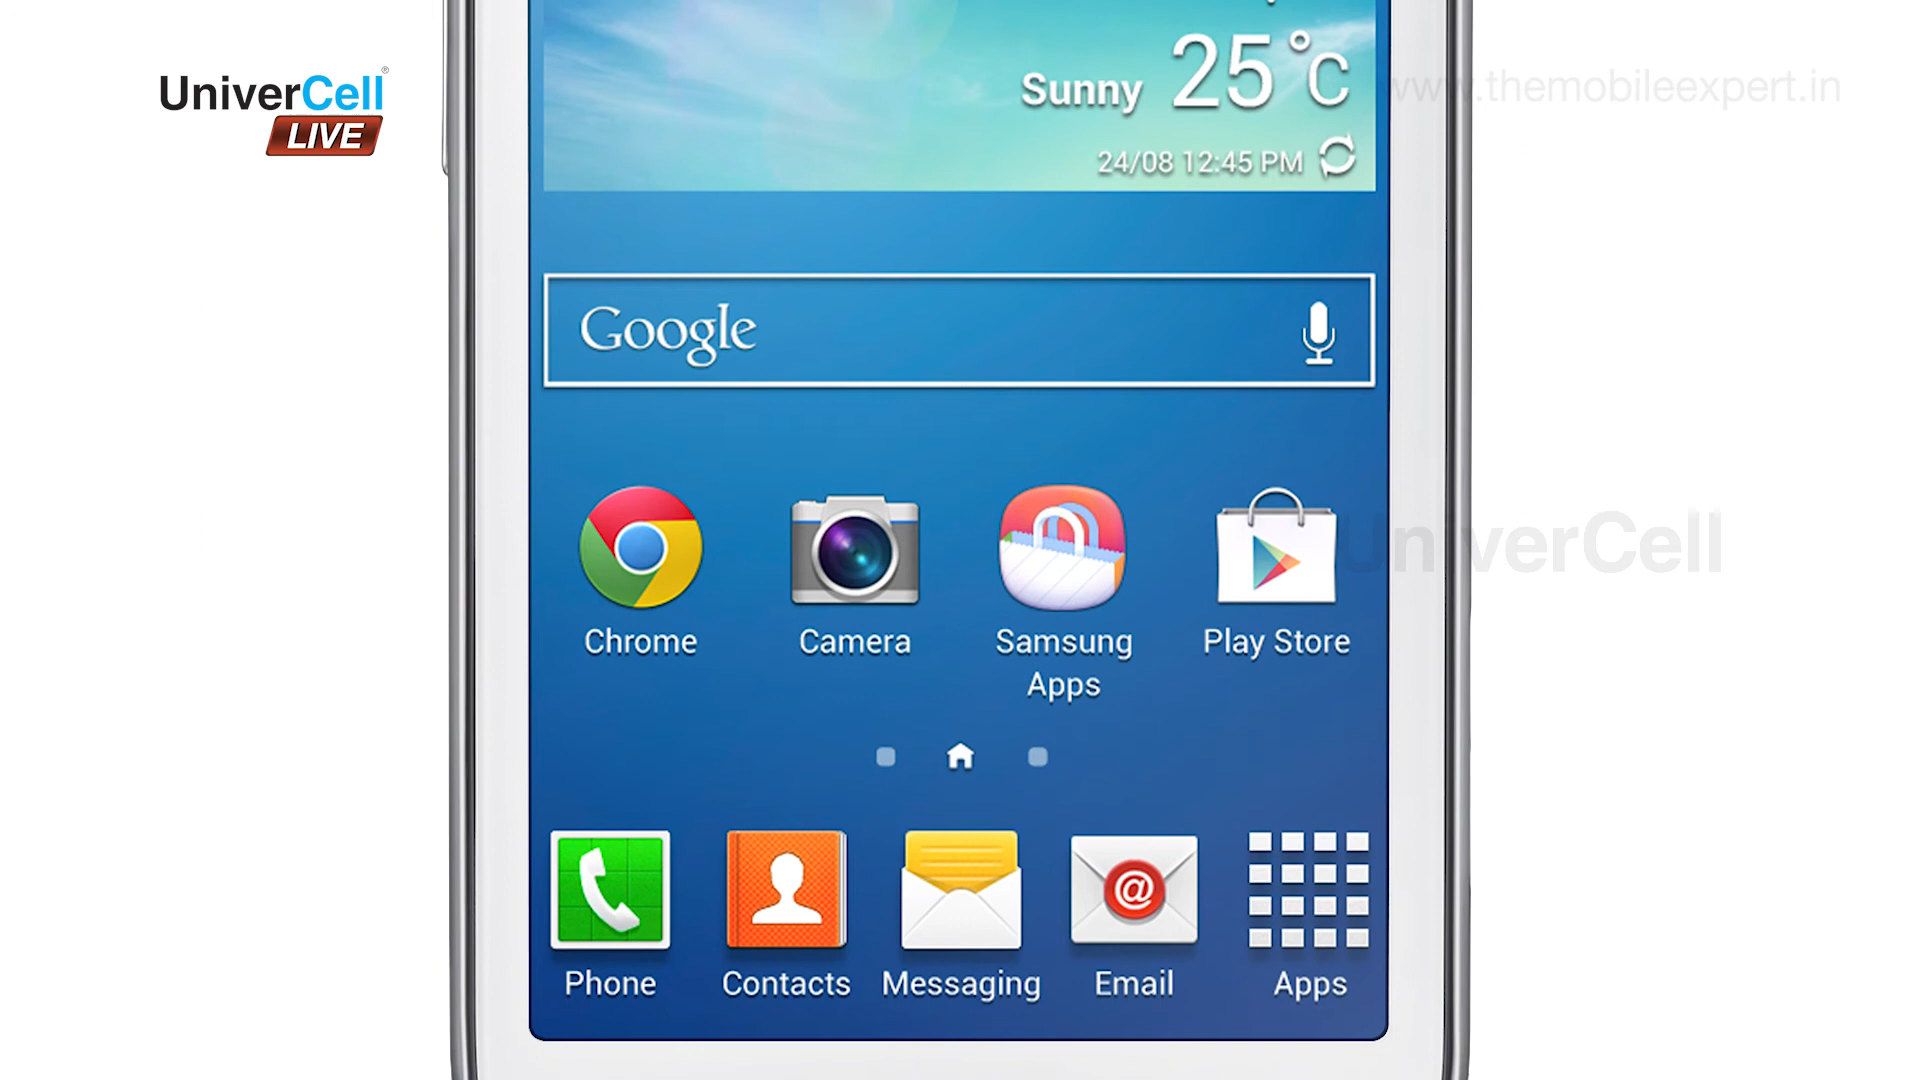 UniverCell®
LIVE
www.themobileexpert.in
Sunny 25°C
24/08 12:45 PM
Google
UniverCell
Chrome
Camera
Samsung
Apps
Play Store
@
Phone
Contacts
Messaging
Email
Apps